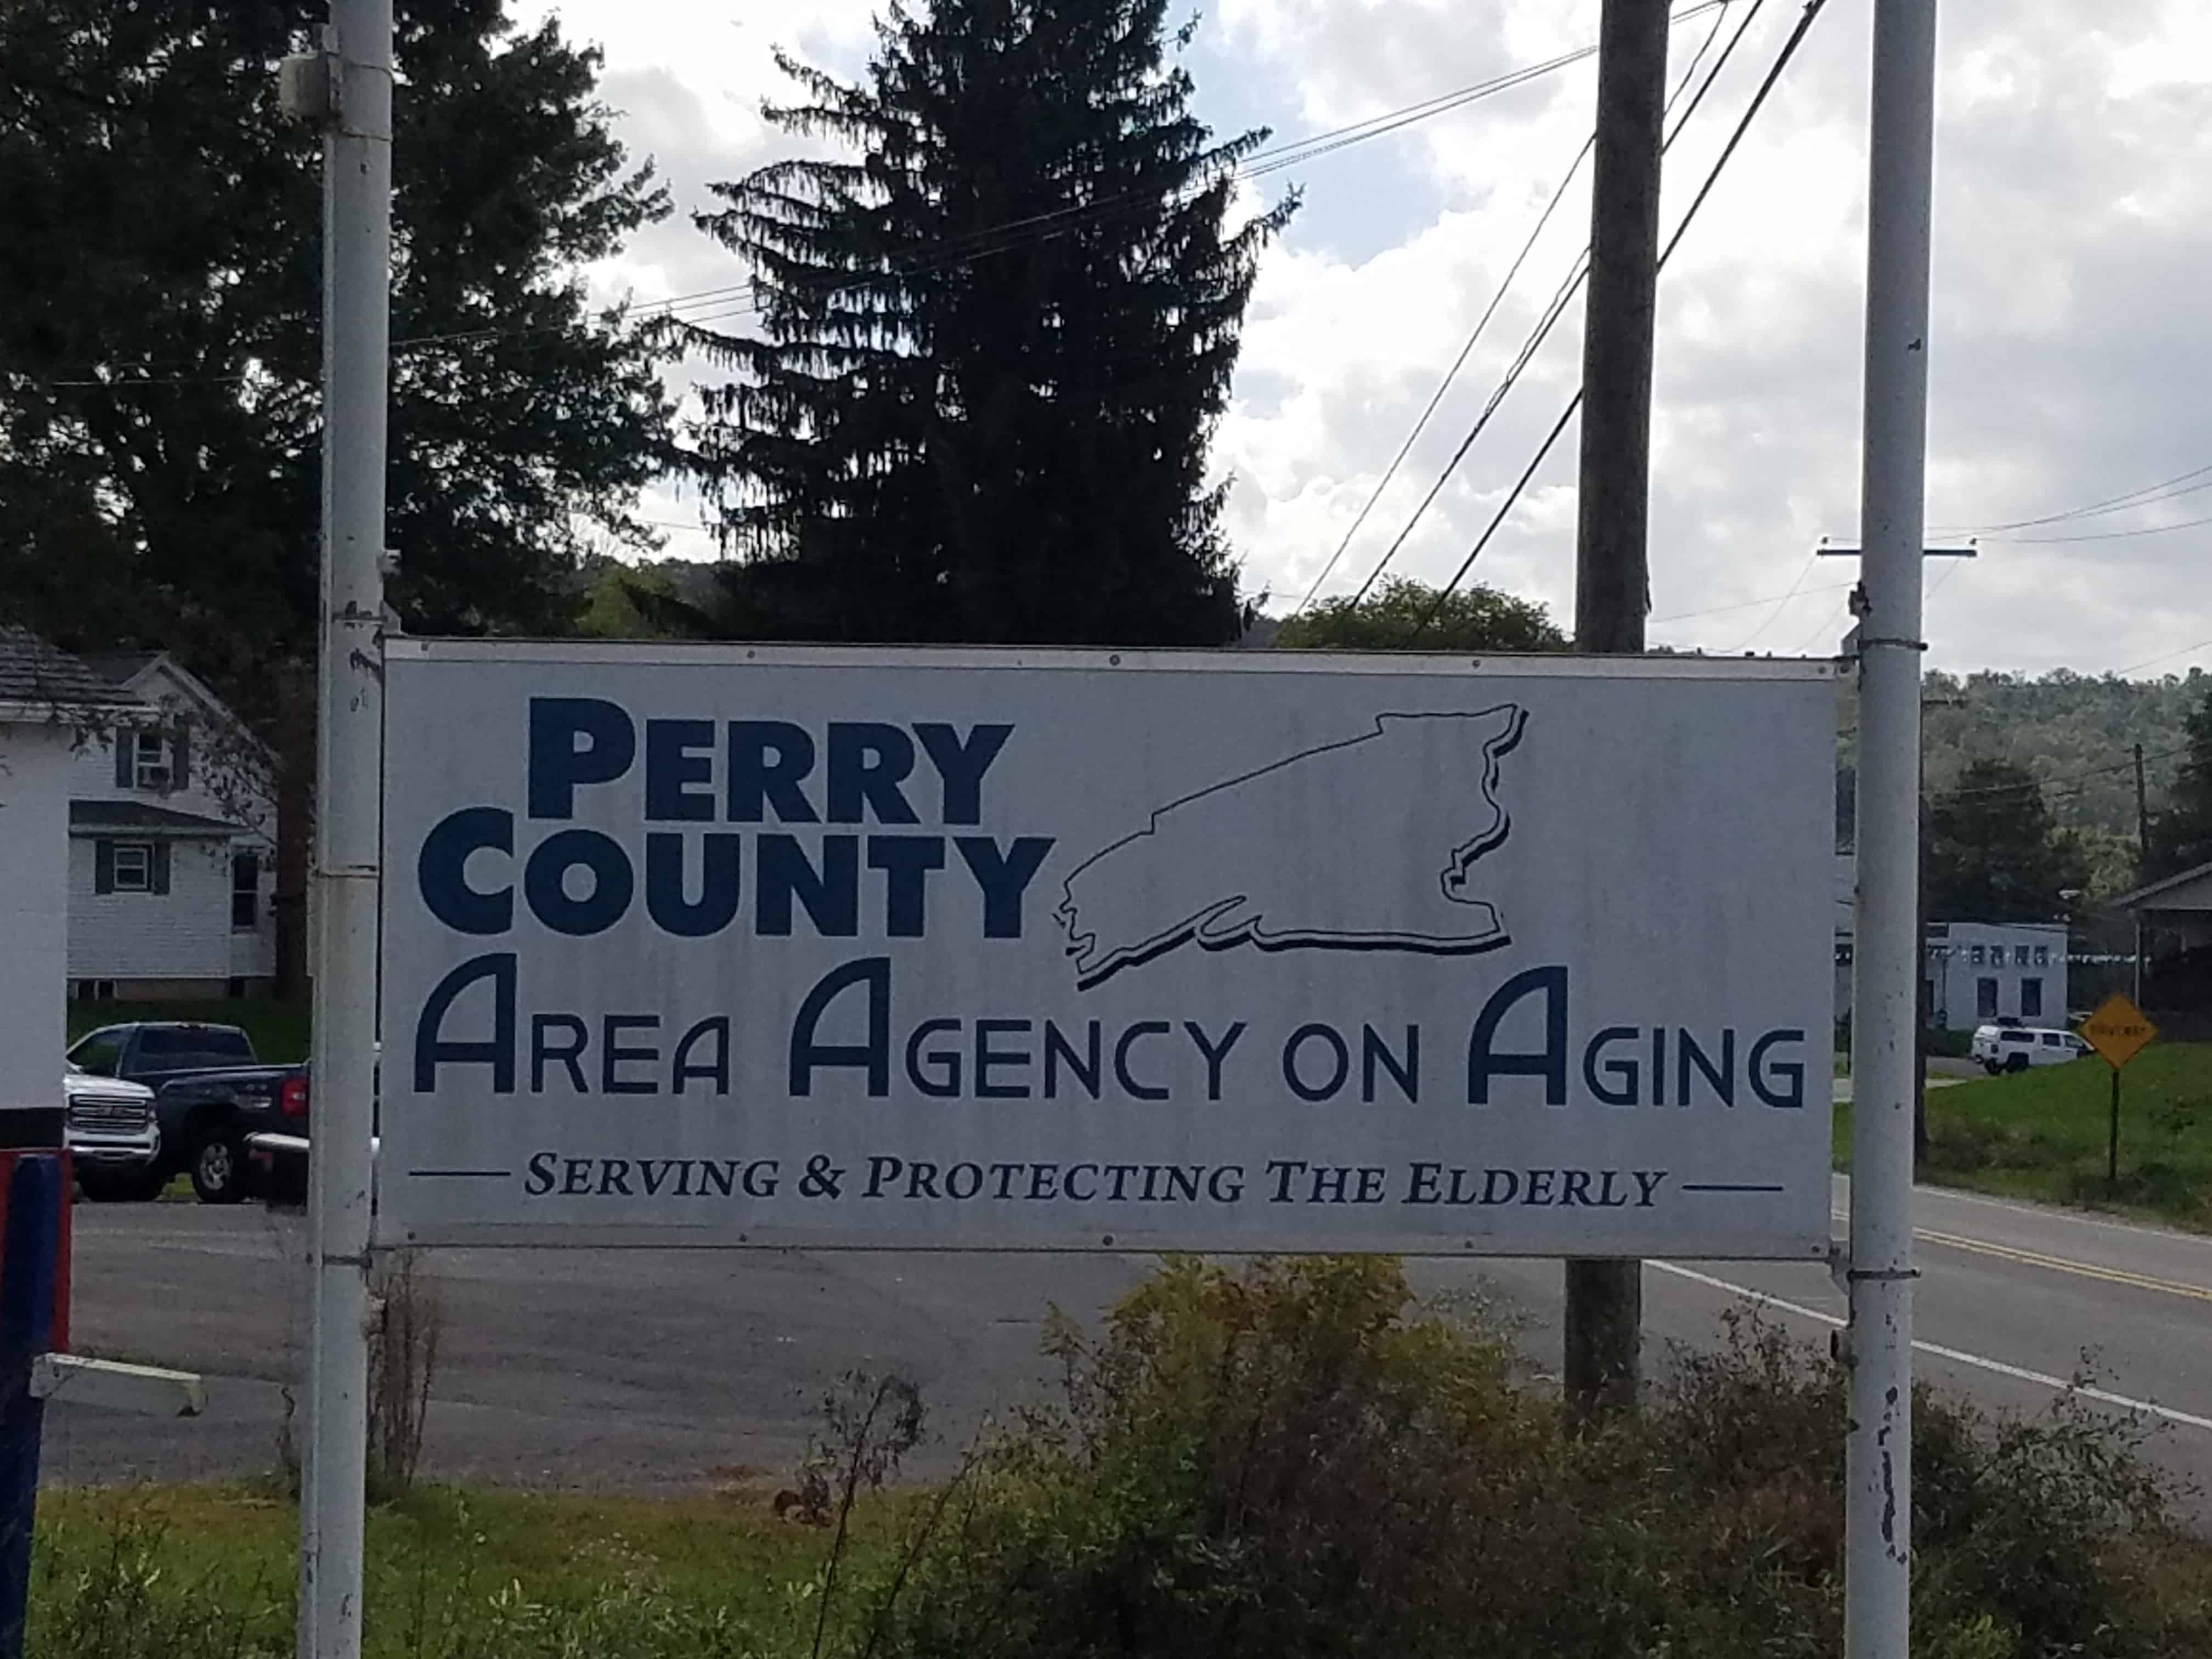 PERRY
COUNTY
AREA AGENCY ON AGING
SERVING & PROTECTING THE ELDERLY